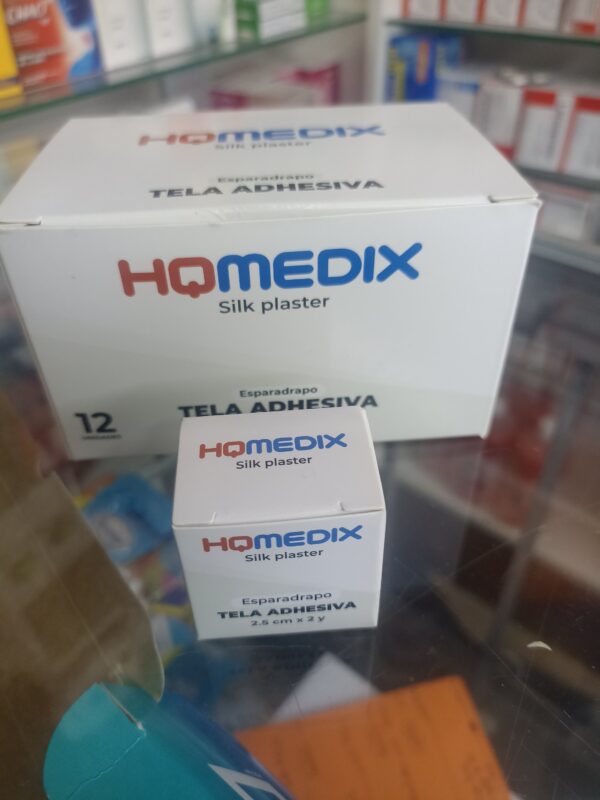 HQMEDIX
Silk plaster
Esparadrapo
TELA ADHESIVA
HQMEDIX
Silk plaster
Esparadrapo
TELA ADHESIVA
12
UNIDADES
HQMEDIX
Silk plaster
HQMEDIX
Silk plaster
Esparadrapo
TELA ADHESIVA
2.5 cm x 2 y